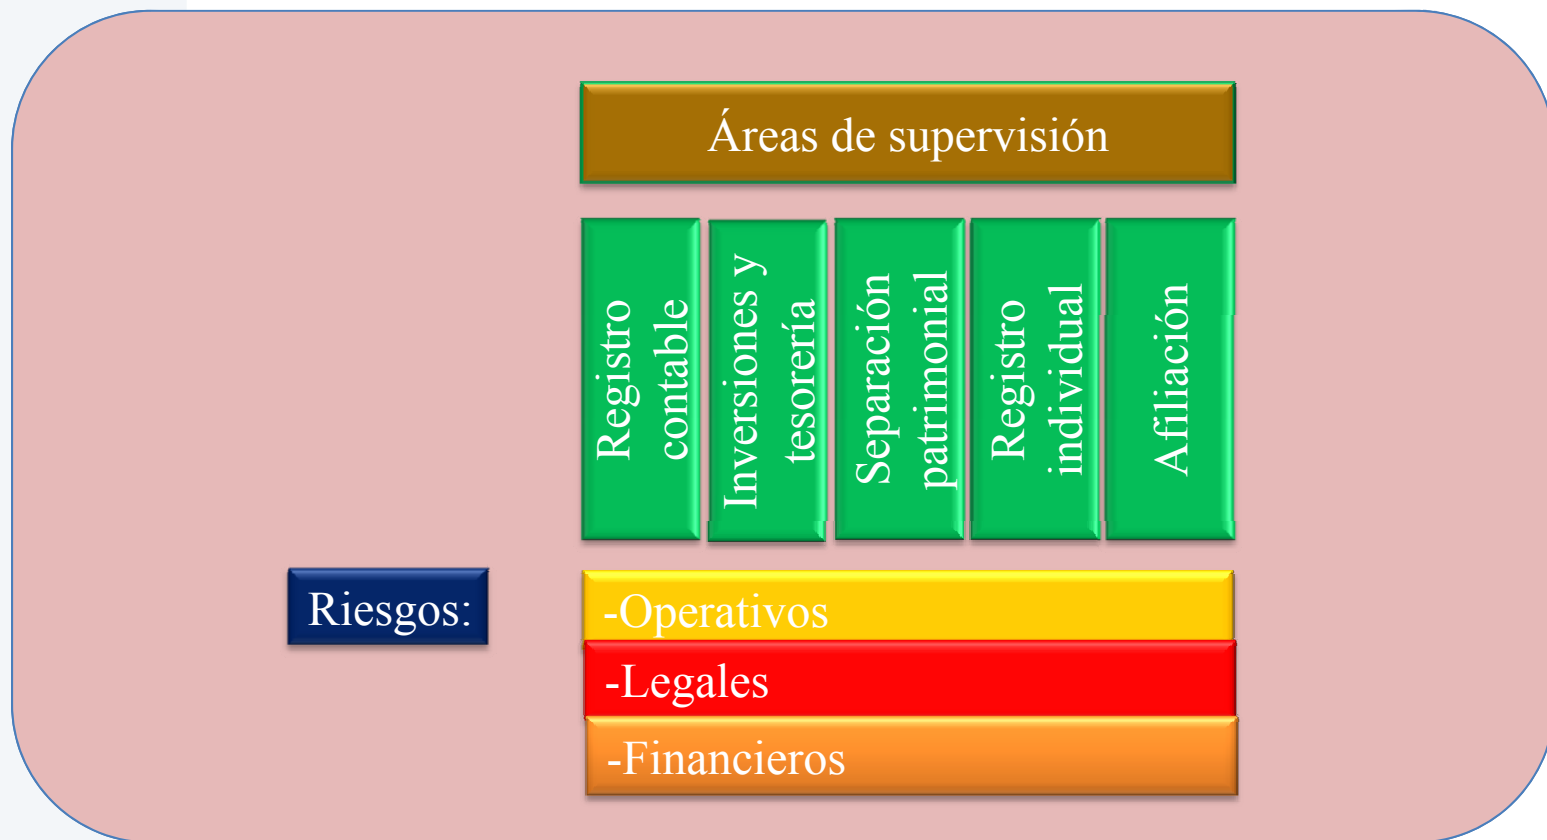 Áreas de supervisión
Registro
contable
Inversiones y
tesorería
Separación
patrimonial
Registro
individual
Afiliación
Riesgos:
-Operativos
-Legales
-Financieros